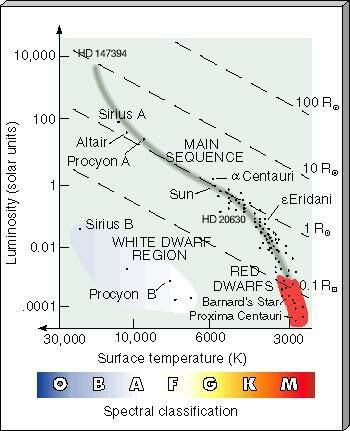 10,000
100
1
0.01
.0001
Luminosity (solar units)
HD 147394
100 R☉
Sirius A
Altair
Procyon A
MAIN
SEQUENCE
10 R☉
α Centauri
Sun
εEridani
HD 20630
1 R☉
Sirius B
WHITE DWARF
REGION
RED
DWARFS
0.1 R☉
Procyon B
Barnard's Star
Proxima Centauri
30,000 10,000 6000 3000
Surface temperature (K)
O B A F G K M
Spectral classification